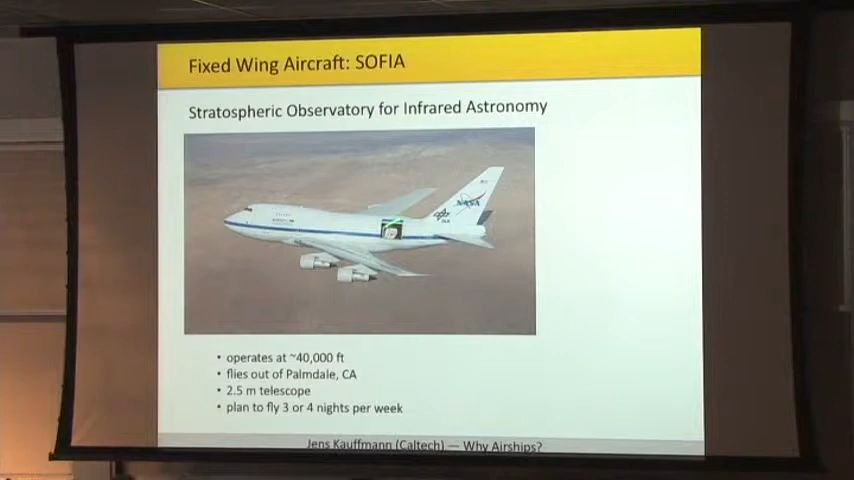 Fixed Wing Aircraft: SOFIA
Stratospheric Observatory for Infrared Astronomy
NASA
• operates at ~40,000 ft
• flies out of Palmdale, CA
• 2.5 m telescope
• plan to fly 3 or 4 nights per week
Jens Kauffmann (Caltech) — Why Airships?